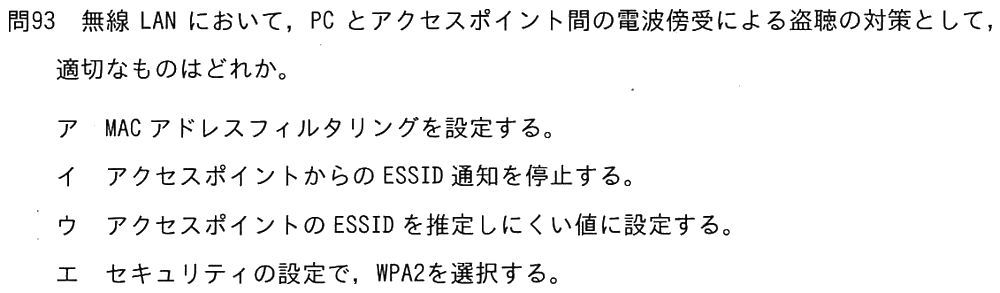 問93 無線 LAN において，PC とアクセスポイント間の電波傍受による盗聴の対策として，
適切なものはどれか。
ア MAC アドレスフィルタリングを設定する。
イ アクセスポイントからの ESSID 通知を停止する。
ウ アクセスポイントの ESSID を推定しにくい値に設定する。
エ セキュリティの設定で，WPA2を選択する。